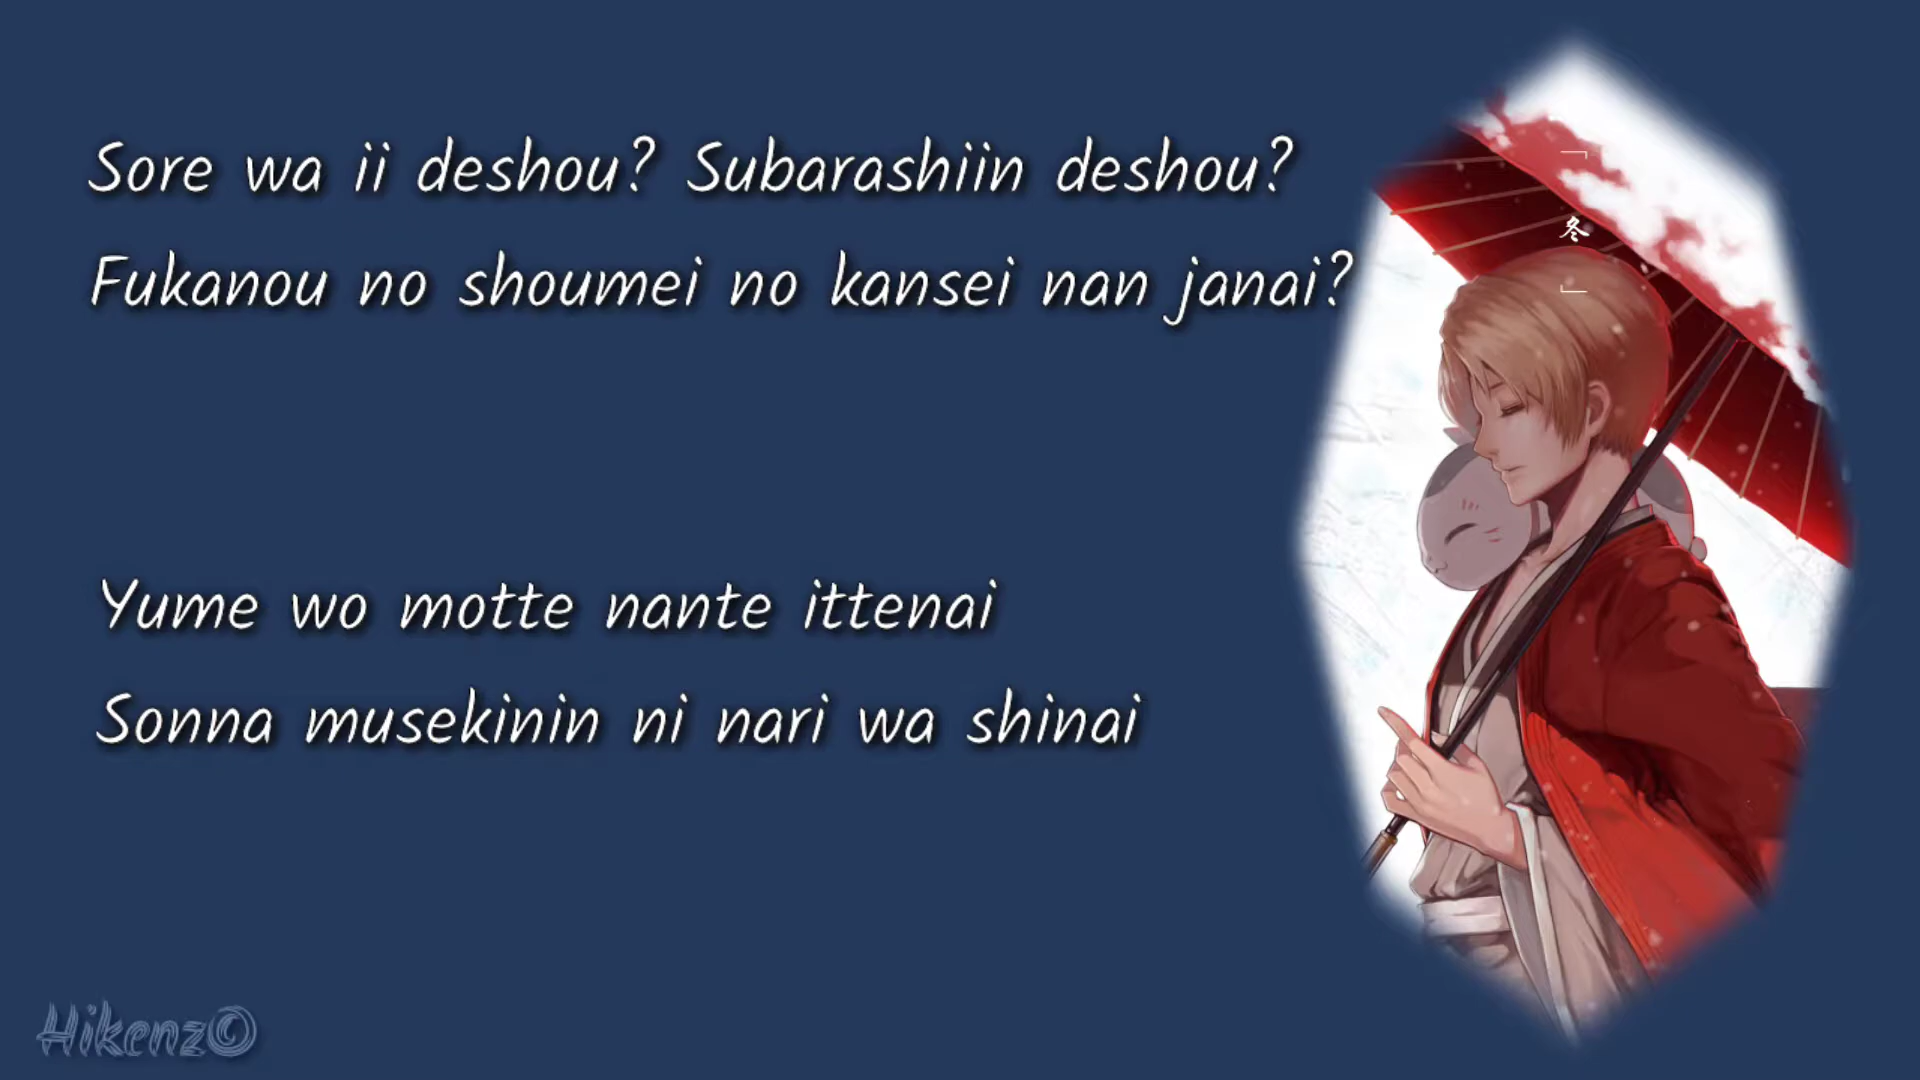 Sore wa ii deshou? Subarashiin deshou?
Fukanou no shoumei no kansei nan janai?
「冬」
Yume wo motte nante ittenai
Sonna musekinin ni nari wa shinai
Hikenz©